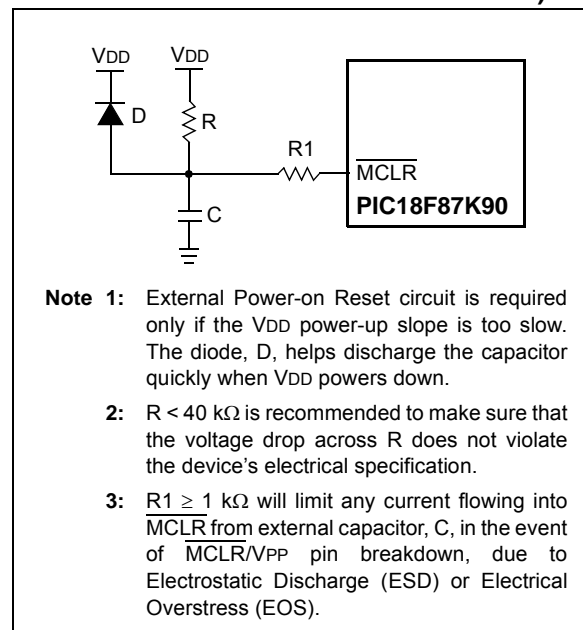 VDD VDD
D
R
R1
MCLR
C
PIC18F87K90
Note 1: External Power-on Reset circuit is required
only if the VDD power-up slope is too slow.
The diode, D, helps discharge the capacitor
quickly when VDD powers down.
2: R < 40 kΩ is recommended to make sure that
the voltage drop across R does not violate
the device's electrical specification.
3: R1 ≥ 1 kΩ will limit any current flowing into
MCLR from external capacitor, C, in the event
of MCLR/VPP pin breakdown, due to
Electrostatic Discharge (ESD) or Electrical
Overstress (EOS).